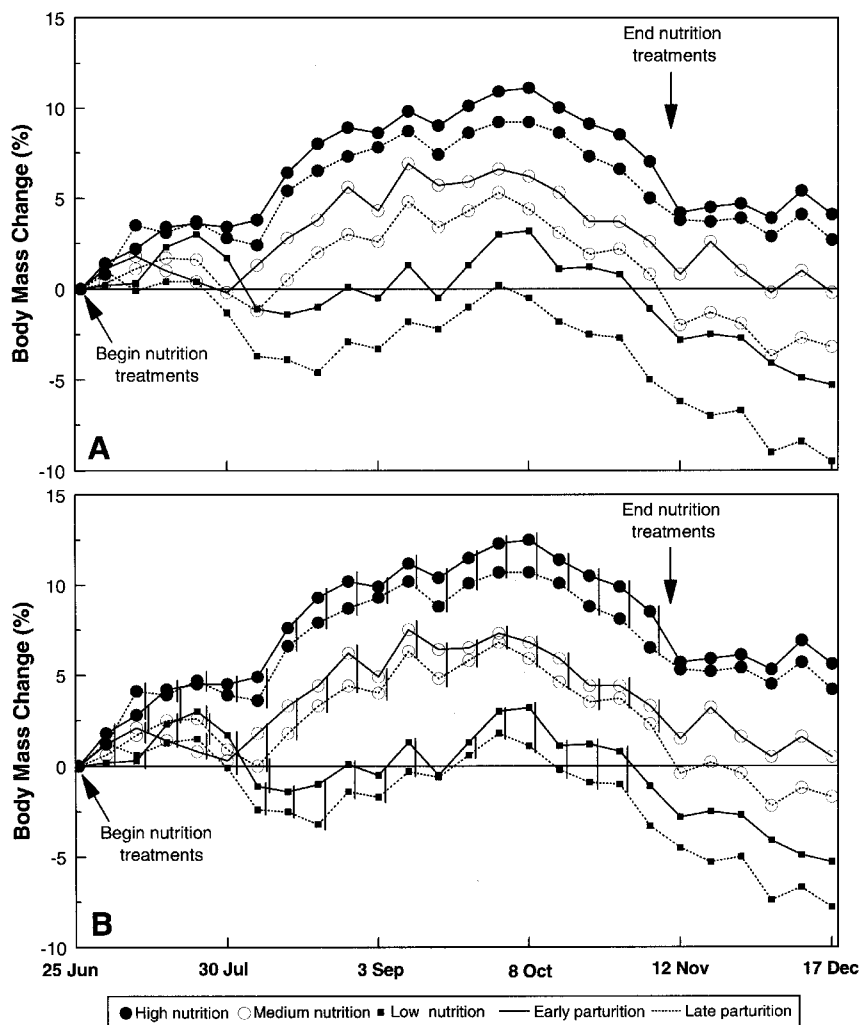 15
10
5
0
-5
-10
Body Mass Change (%)
End nutrition
treatments
Begin nutrition
treatments
A
15
10
5
0
-5
-10
Body Mass Change (%)
End nutrition
treatments
Begin nutrition
treatments
B
25 Jun 30 Jul 3 Sep 8 Oct 12 Nov 17 Dec
High nutrition Medium nutrition Low nutrition Early parturition Late parturition